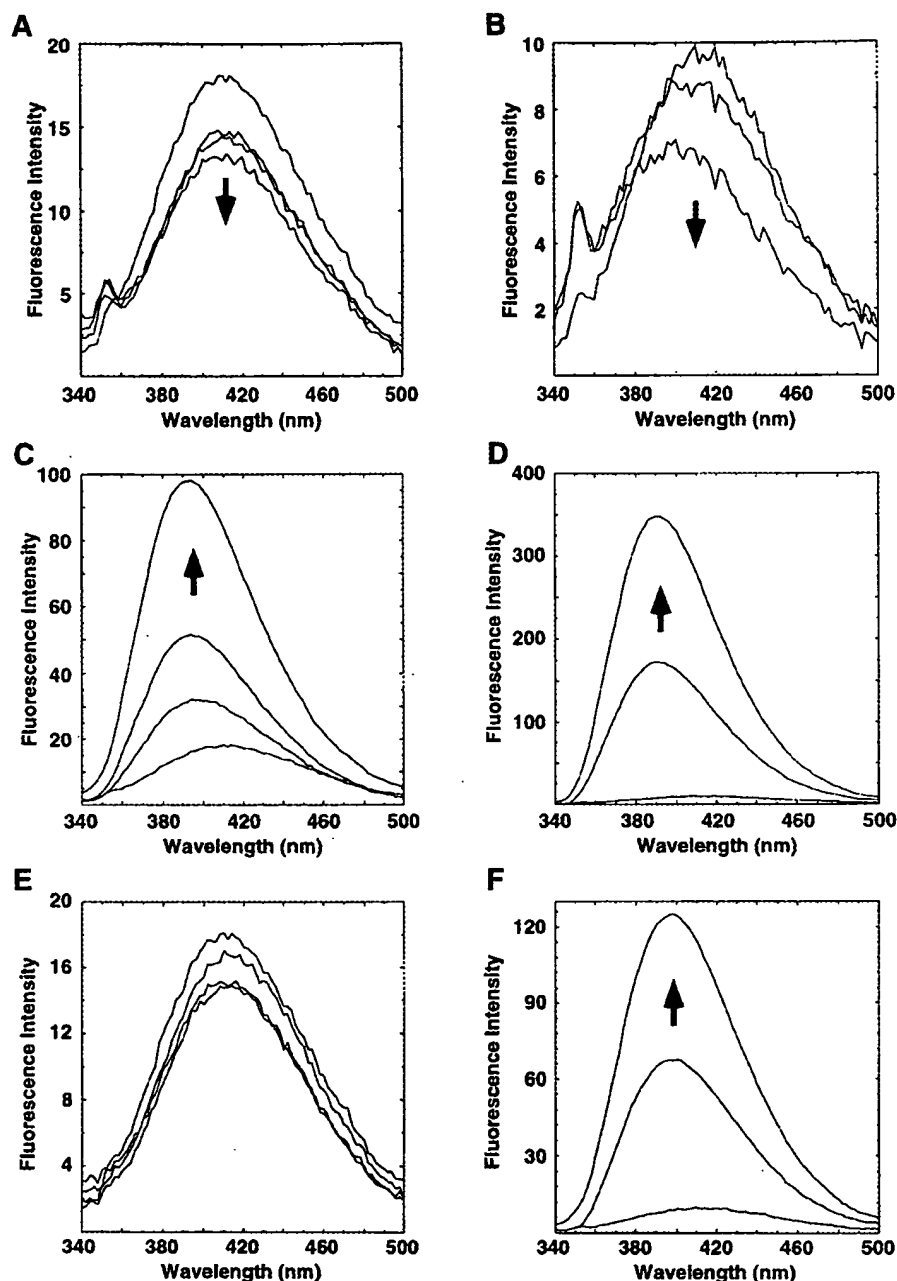 A
20
15
10
5
Fluorescence Intensity
340 380 420 460 500
Wavelength (nm)
B
10
8
6
4
2
Fluorescence Intensity
340 380 420 460 500
Wavelength (nm)
C
100
80
60
40
20
Fluorescence Intensity
340 380 420 460 500
Wavelength (nm)
D
400
300
200
100
Fluorescence Intensity
340 380 420 460 500
Wavelength (nm)
E
20
16
12
8
4
Fluorescence Intensity
340 380 420 460 500
Wavelength (nm)
F
120
90
60
30
Fluorescence Intensity
340 380 420 460 500
Wavelength (nm)